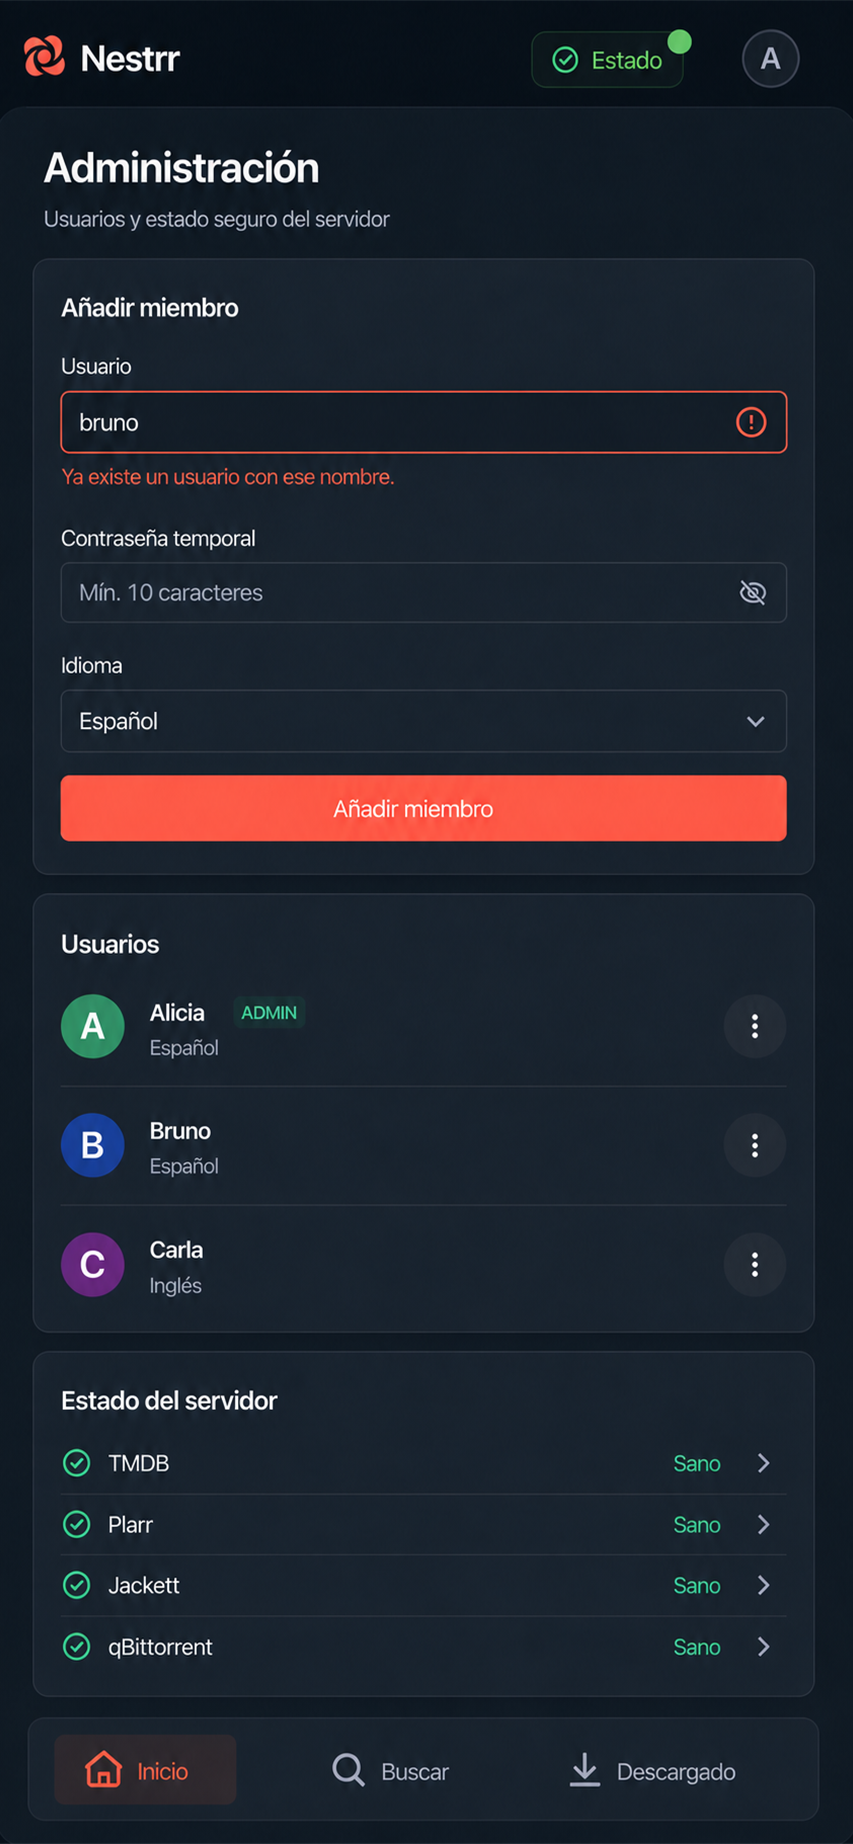 Nestrr
Estado
A
Administración
Usuarios y estado seguro del servidor
Añadir miembro
Usuario
bruno
Ya existe un usuario con ese nombre.
Contraseña temporal
Mín. 10 caracteres
Idioma
Español
Añadir miembro
Usuarios
A
Alicia ADMIN
Español
B
Bruno
Español
C
Carla
Inglés
Estado del servidor
TMDB Sano
Plarr Sano
Jackett Sano
qBittorrent Sano
Inicio Buscar Descargado